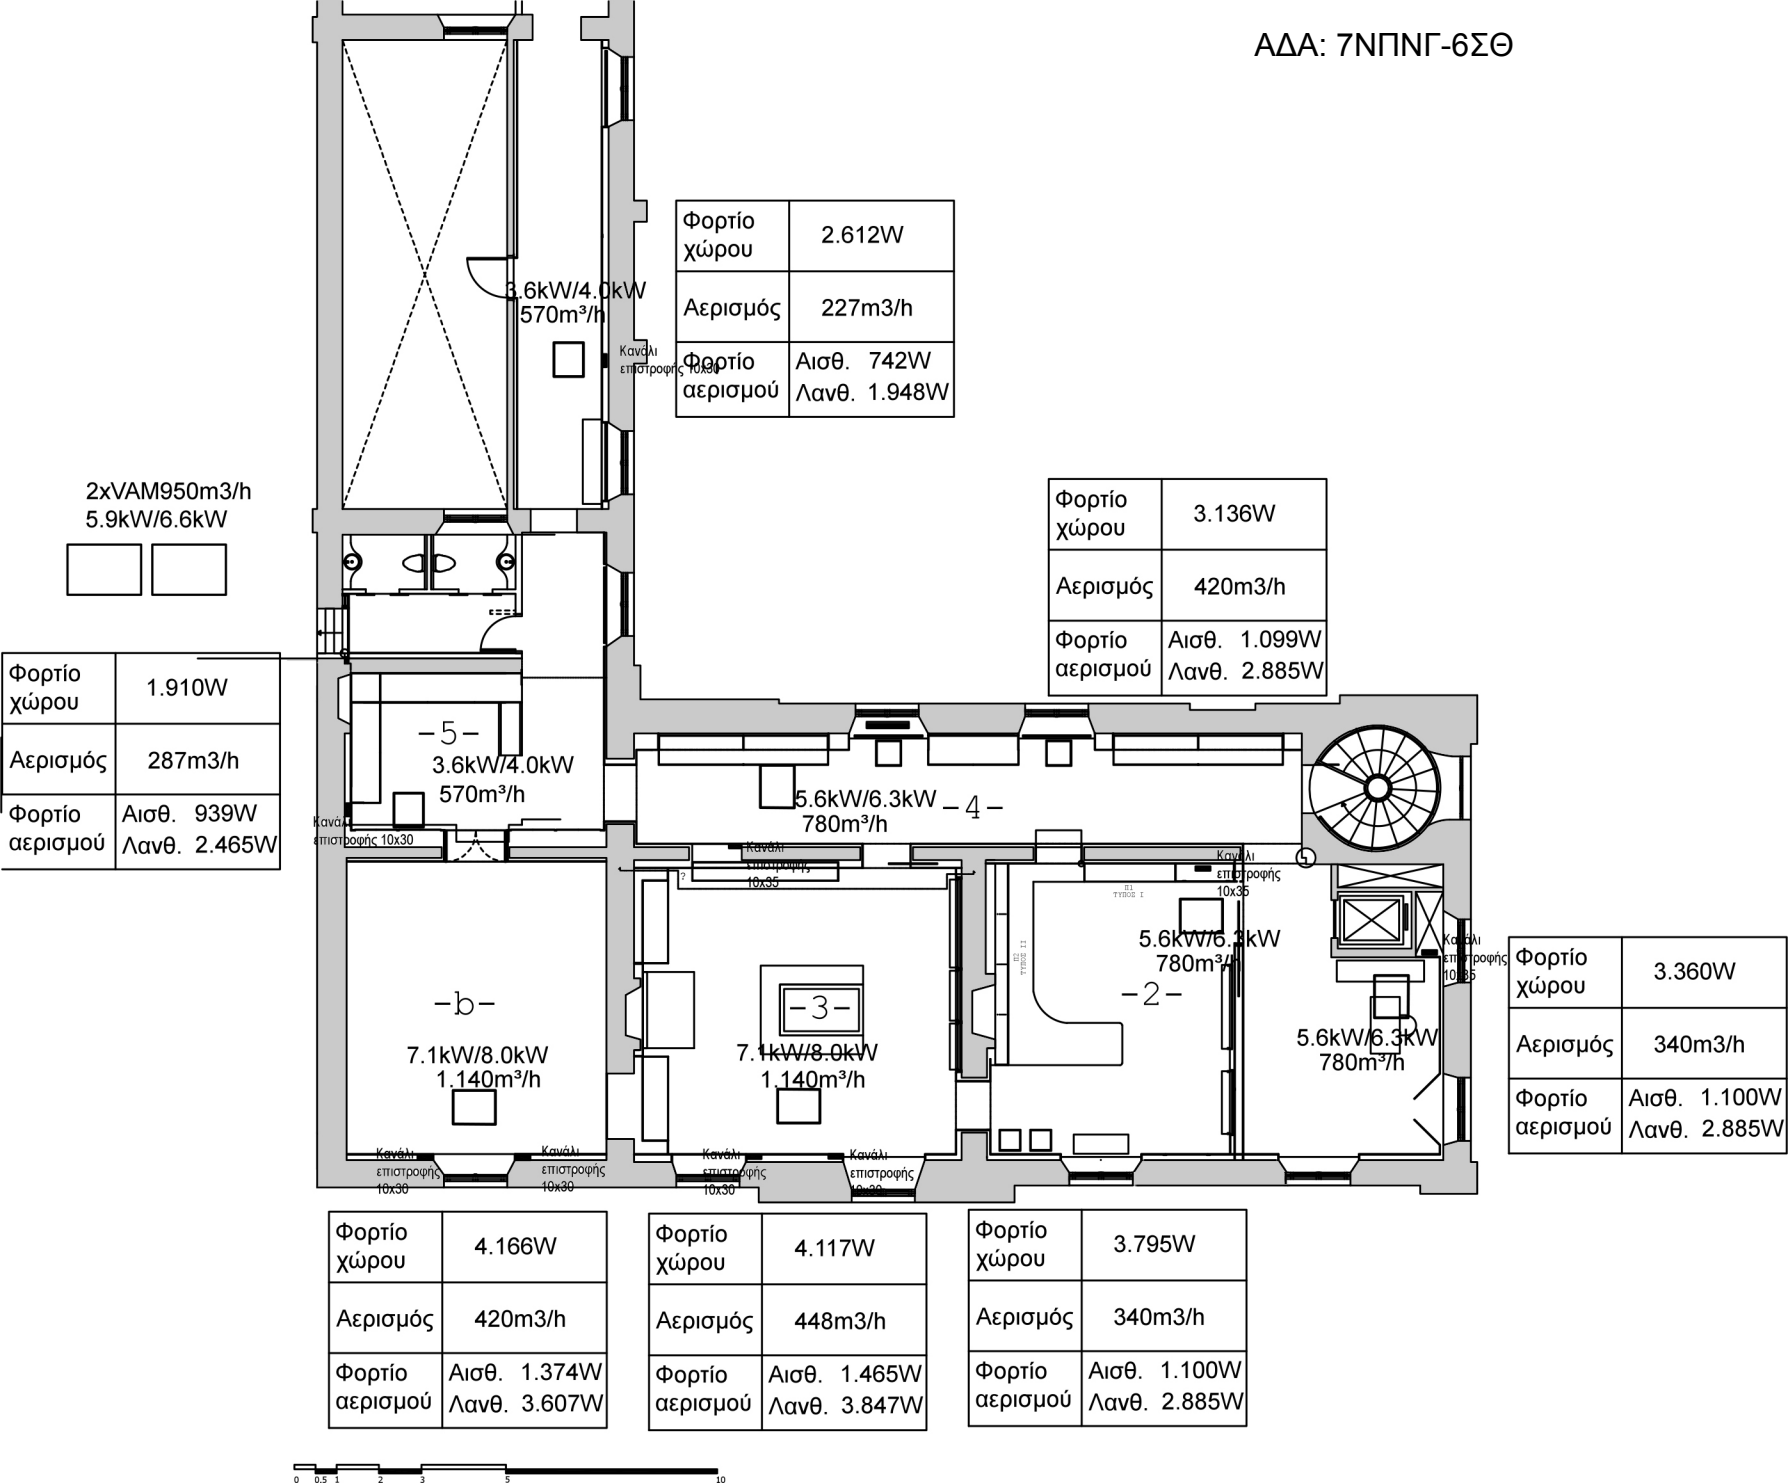 ΑΔΑ: 7ΝΠΝΓ-6ΣΘ
Φορτίο
χώρου
2.612W
Αερισμός
227m3/h
Φορτίο
αερισμού
Αισθ. 742W
Λανθ. 1.948W
3.6kW/4.0kW
570m³/h
Κανάλι
επιστροφής 10x30
2xVAM950m3/h
5.9kW/6.6kW
Φορτίο
χώρου
3.136W
Αερισμός
420m3/h
Φορτίο
αερισμού
Αισθ. 1.099W
Λανθ. 2.885W
Φορτίο
χώρου
1.910W
Αερισμός
287m3/h
Φορτίο
αερισμού
Αισθ. 939W
Λανθ. 2.465W
-5-
3.6kW/4.0kW
570m³/h
Κανάλι
επιστροφής 10x30
5.6kW/6.3kW
780m³/h
-4-
Κανάλι
επιστροφής
10x35
?
Κανάλι
επιστροφής
10x35
Π1
ΤΥΠΟΣ Ι
Π2
ΤΥΠΟΣ ΙΙ
5.6kW/6.3kW
780m³/h
-2-
Κανάλι
επιστροφής
10x35
5.6kW/6.3kW
780m³/h
Φορτίο
χώρου
3.360W
Αερισμός
340m3/h
Φορτίο
αερισμού
Αισθ. 1.100W
Λανθ. 2.885W
-b-
7.1kW/8.0kW
1.140m³/h
-3-
7.1kW/8.0kW
1.140m³/h
Κανάλι
επιστροφής
10x30
Κανάλι
επιστροφής
10x30
Κανάλι
επιστροφής
10x30
Κανάλι
επιστροφής
10x30
Φορτίο
χώρου
4.166W
Αερισμός
420m3/h
Φορτίο
αερισμού
Αισθ. 1.374W
Λανθ. 3.607W
Φορτίο
χώρου
4.117W
Αερισμός
448m3/h
Φορτίο
αερισμού
Αισθ. 1.465W
Λανθ. 3.847W
Φορτίο
χώρου
3.795W
Αερισμός
340m3/h
Φορτίο
αερισμού
Αισθ. 1.100W
Λανθ. 2.885W
0 0.5 1 2 3 5 10